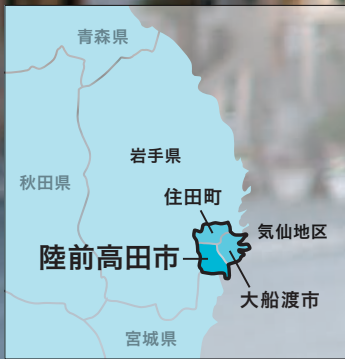 青森県
岩手県
秋田県
住田町
気仙地区
陸前高田市
大船渡市
宮城県